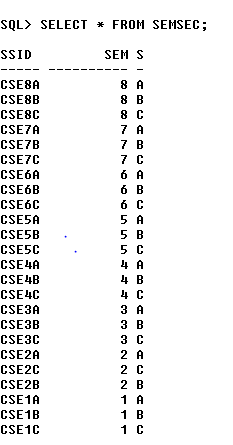 SQL> SELECT * FROM SEMSEC;
SSID SEM S
----- ---------- -
CSE8A 8 A
CSE8B 8 B
CSE8C 8 C
CSE7A 7 A
CSE7B 7 B
CSE7C 7 C
CSE6A 6 A
CSE6B 6 B
CSE6C 6 C
CSE5A 5 A
CSE5B 5 B
CSE5C 5 C
CSE4A 4 A
CSE4B 4 B
CSE4C 4 C
CSE3A 3 A
CSE3B 3 B
CSE3C 3 C
CSE2A 2 A
CSE2C 2 C
CSE2B 2 B
CSE1A 1 A
CSE1B 1 B
CSE1C 1 C